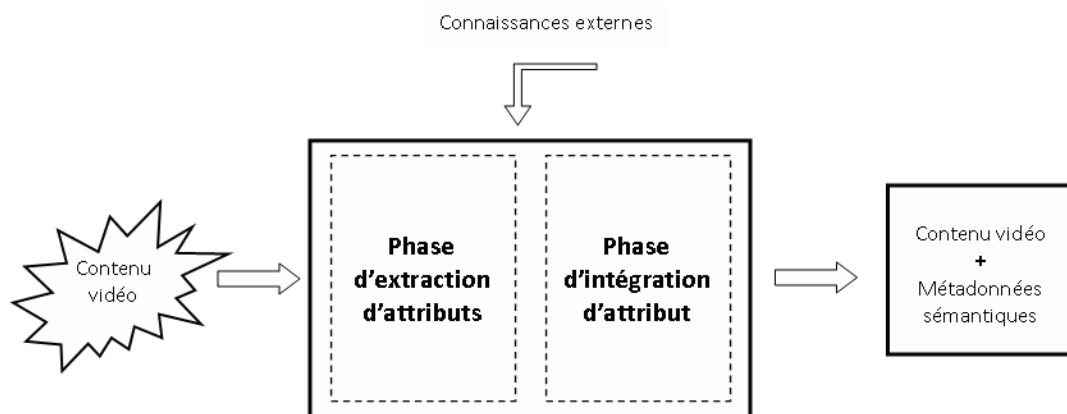 Connaissances externes
Contenu
vidéo
Phase
d'extraction
d'attributs
Phase
d'intégration
d'attribut
Contenu vidéo
+
Métadonnées
sémantiques